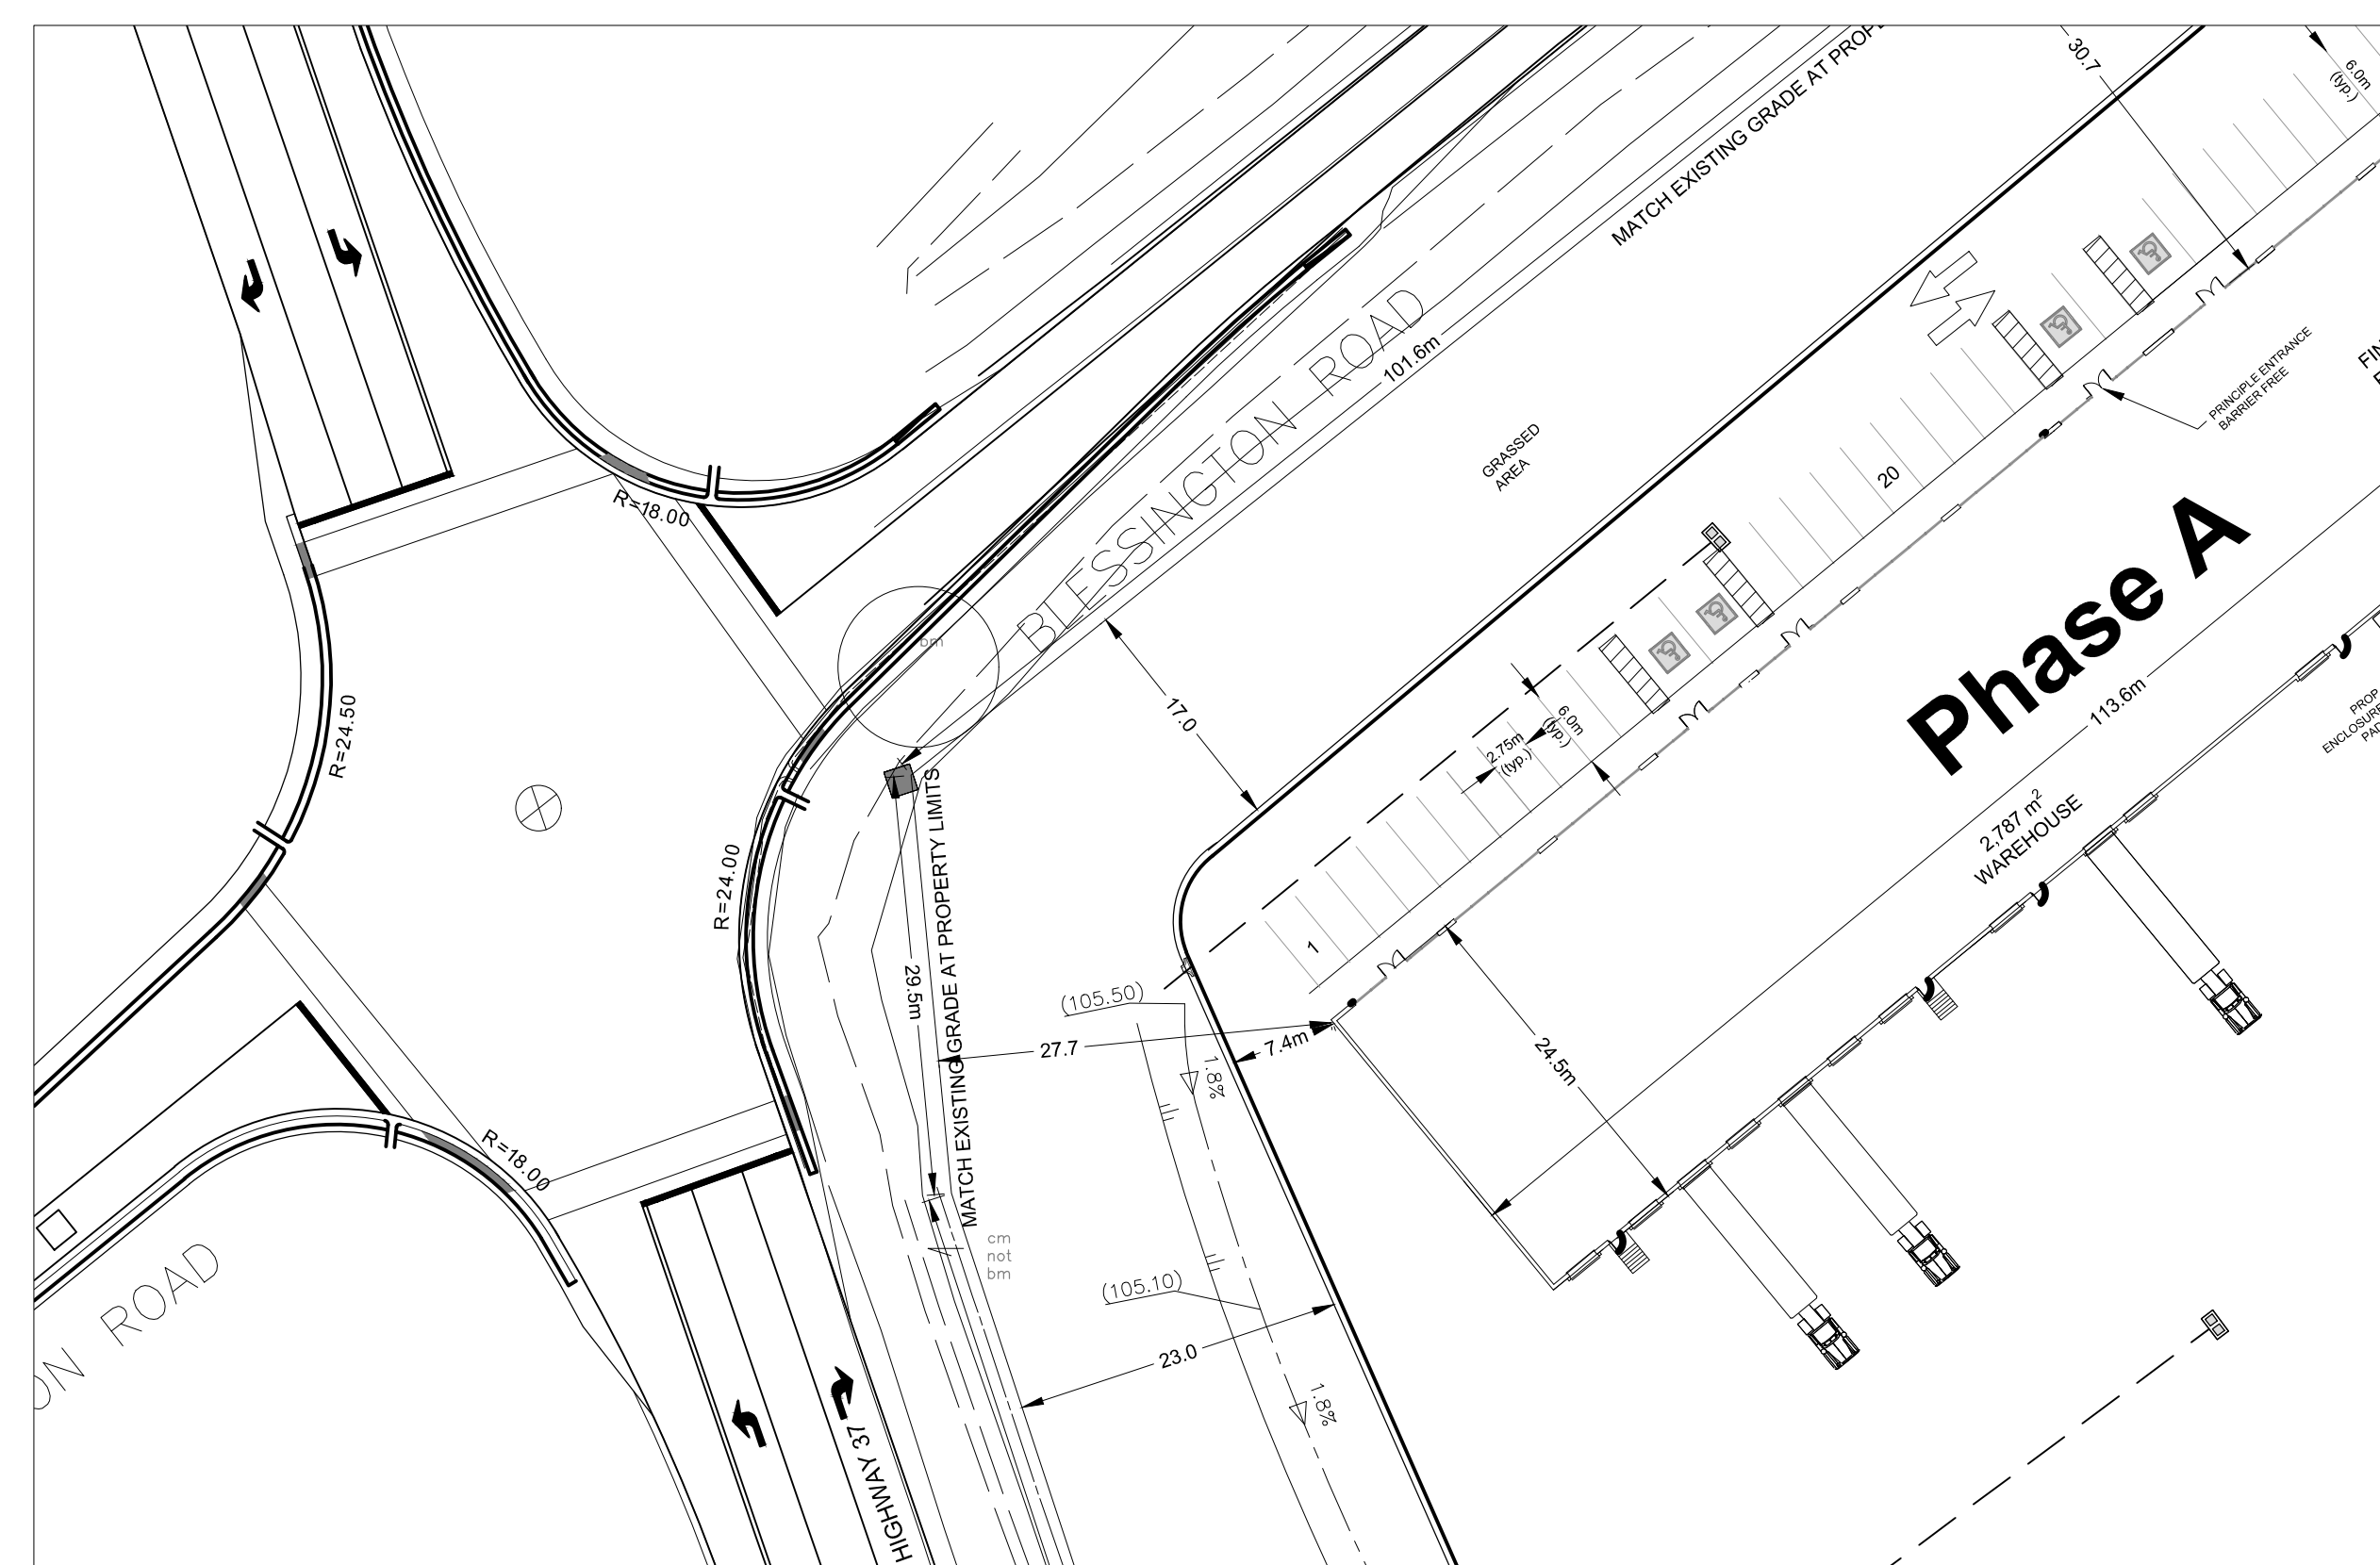 MATCH EXISTING GRADE AT
30.7
6.0m
(typ.)
BLESSINGTON ROAD
101.6m
GRASSED
AREA
PRINCIPLE ENTRANCE
BARRIER FREE
20
R=18.00
bm
17.0
Phase A
113.6m
2.75m
(typ.)
6.0m
(typ.)
2,787 m²
WAREHOUSE
R=24.50
R=24.00
29.5m
MATCH EXISTING GRADE AT PROPERTY LIMITS
1
(105.50)
27.7
7.4m
1.8%
24.5m
R=18.00
cm
not
bm
(105.10)
23.0
1.8%
ROAD
HIGHWAY 37